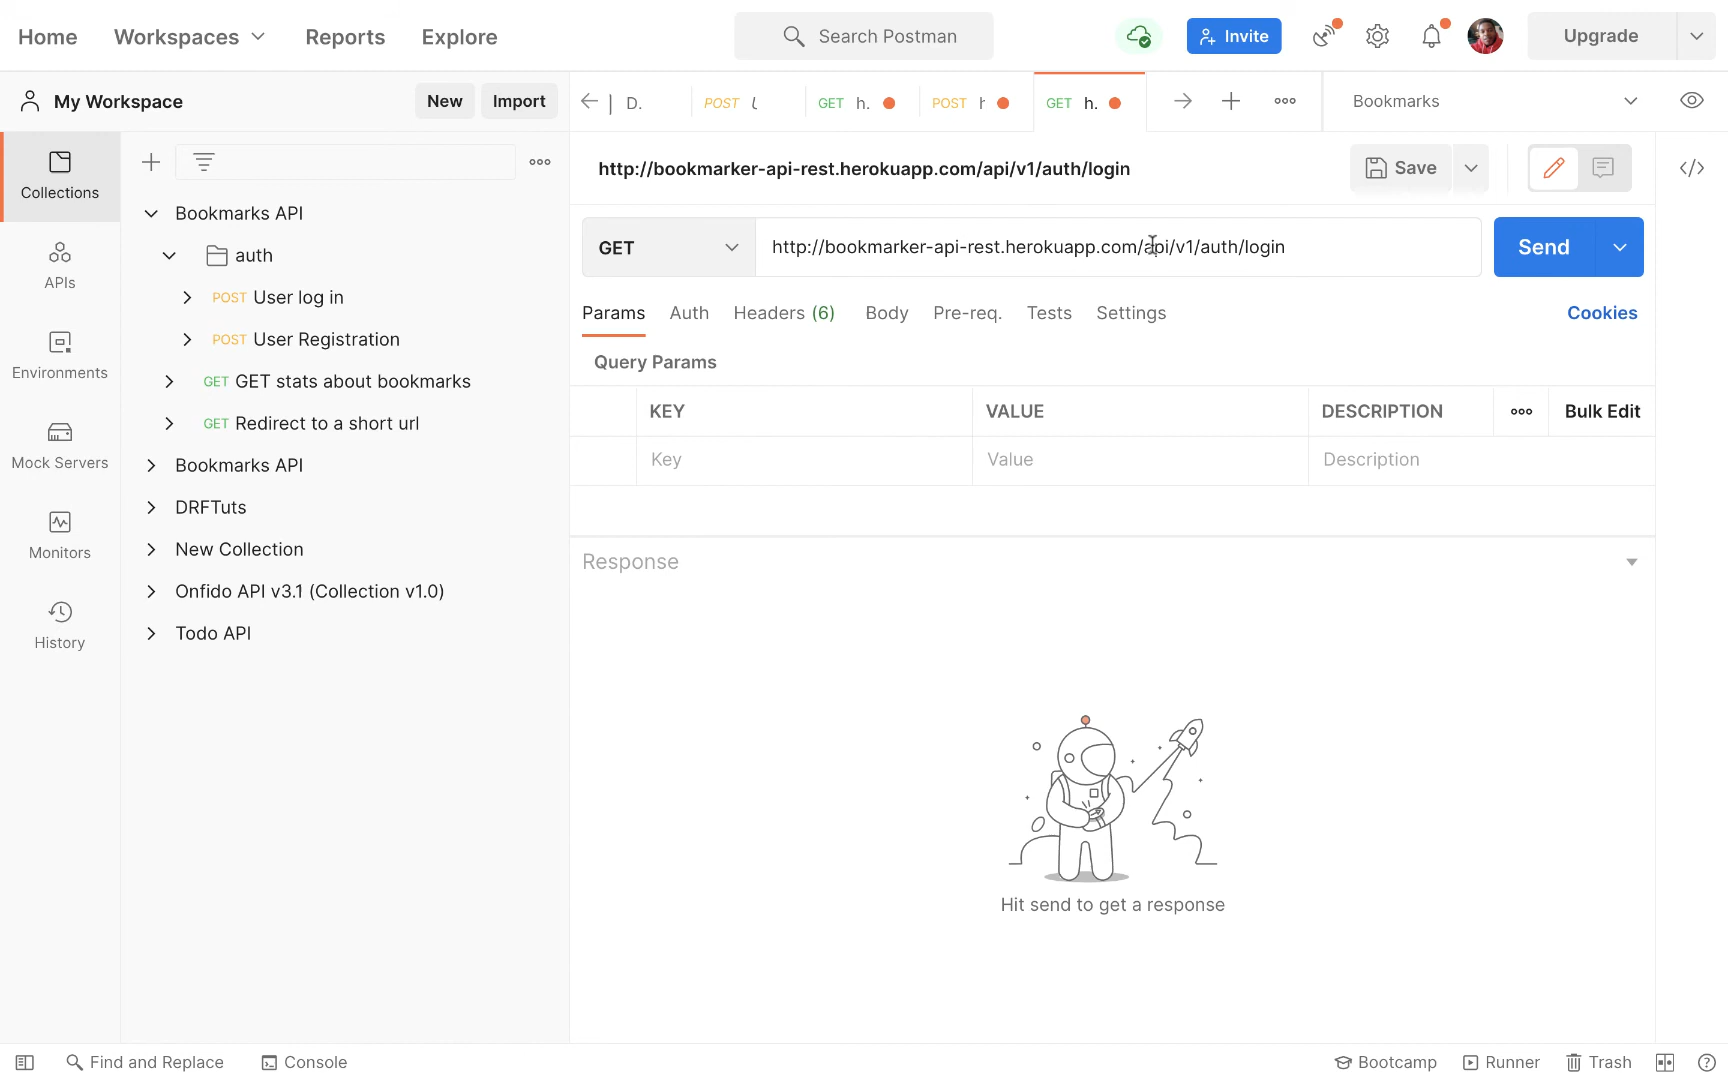 Home Workspaces Reports Explore Search Postman Invite Upgrade
My Workspace New Import
D. POST GET h. POST GET h. Bookmarks
Collections
APIs
Environments
Mock Servers
Monitors
History
Bookmarks API
auth
POST User log in
POST User Registration
GET GET stats about bookmarks
GET Redirect to a short url
Bookmarks API
DRFTuts
New Collection
Onfido API v3.1 (Collection v1.0)
Todo API
http://bookmarker-api-rest.herokuapp.com/api/v1/auth/login Save
GET http://bookmarker-api-rest.herokuapp.com/api/v1/auth/login Send
Params Auth Headers (6) Body Pre-req. Tests Settings Cookies
Query Params
KEY VALUE DESCRIPTION Bulk Edit
Key Value Description
Response
Hit send to get a response
Find and Replace Console Bootcamp Runner Trash